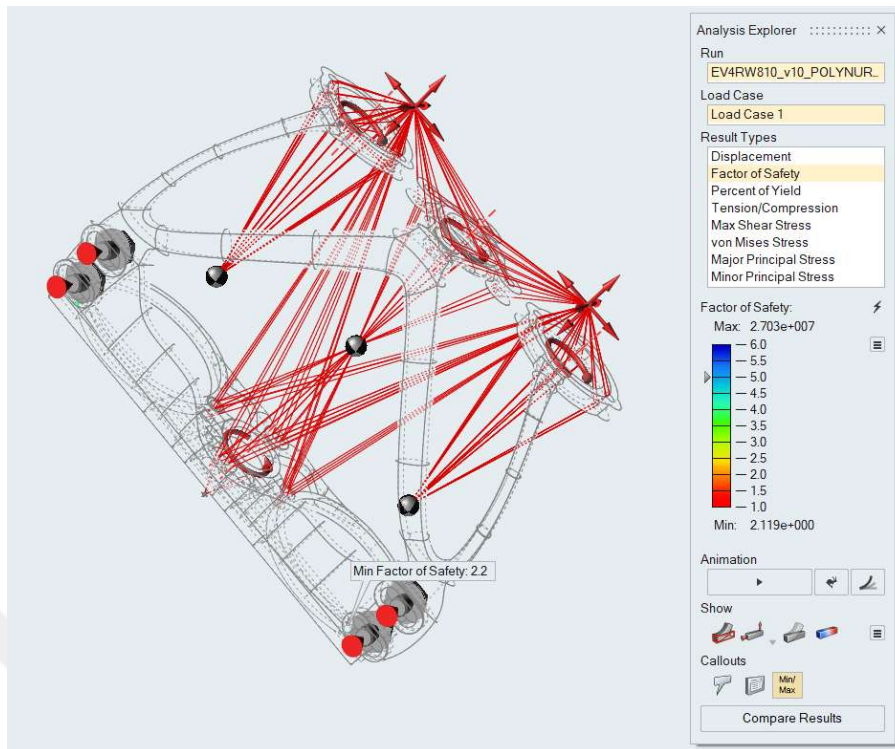 Analysis Explorer
Run
EV4RW810_v10_POLYNUR...
Load Case
Load Case 1
Result Types
Displacement
Factor of Safety
Percent of Yield
Tension/Compression
Max Shear Stress
von Mises Stress
Major Principal Stress
Minor Principal Stress
Factor of Safety:
Max: 2.703e+007
6.0
5.5
5.0
4.5
4.0
3.5
3.0
2.5
2.0
1.5
1.0
Min: 2.119e+000
Min Factor of Safety: 2.2
Animation
Show
Callouts
Min/
Max
Compare Results